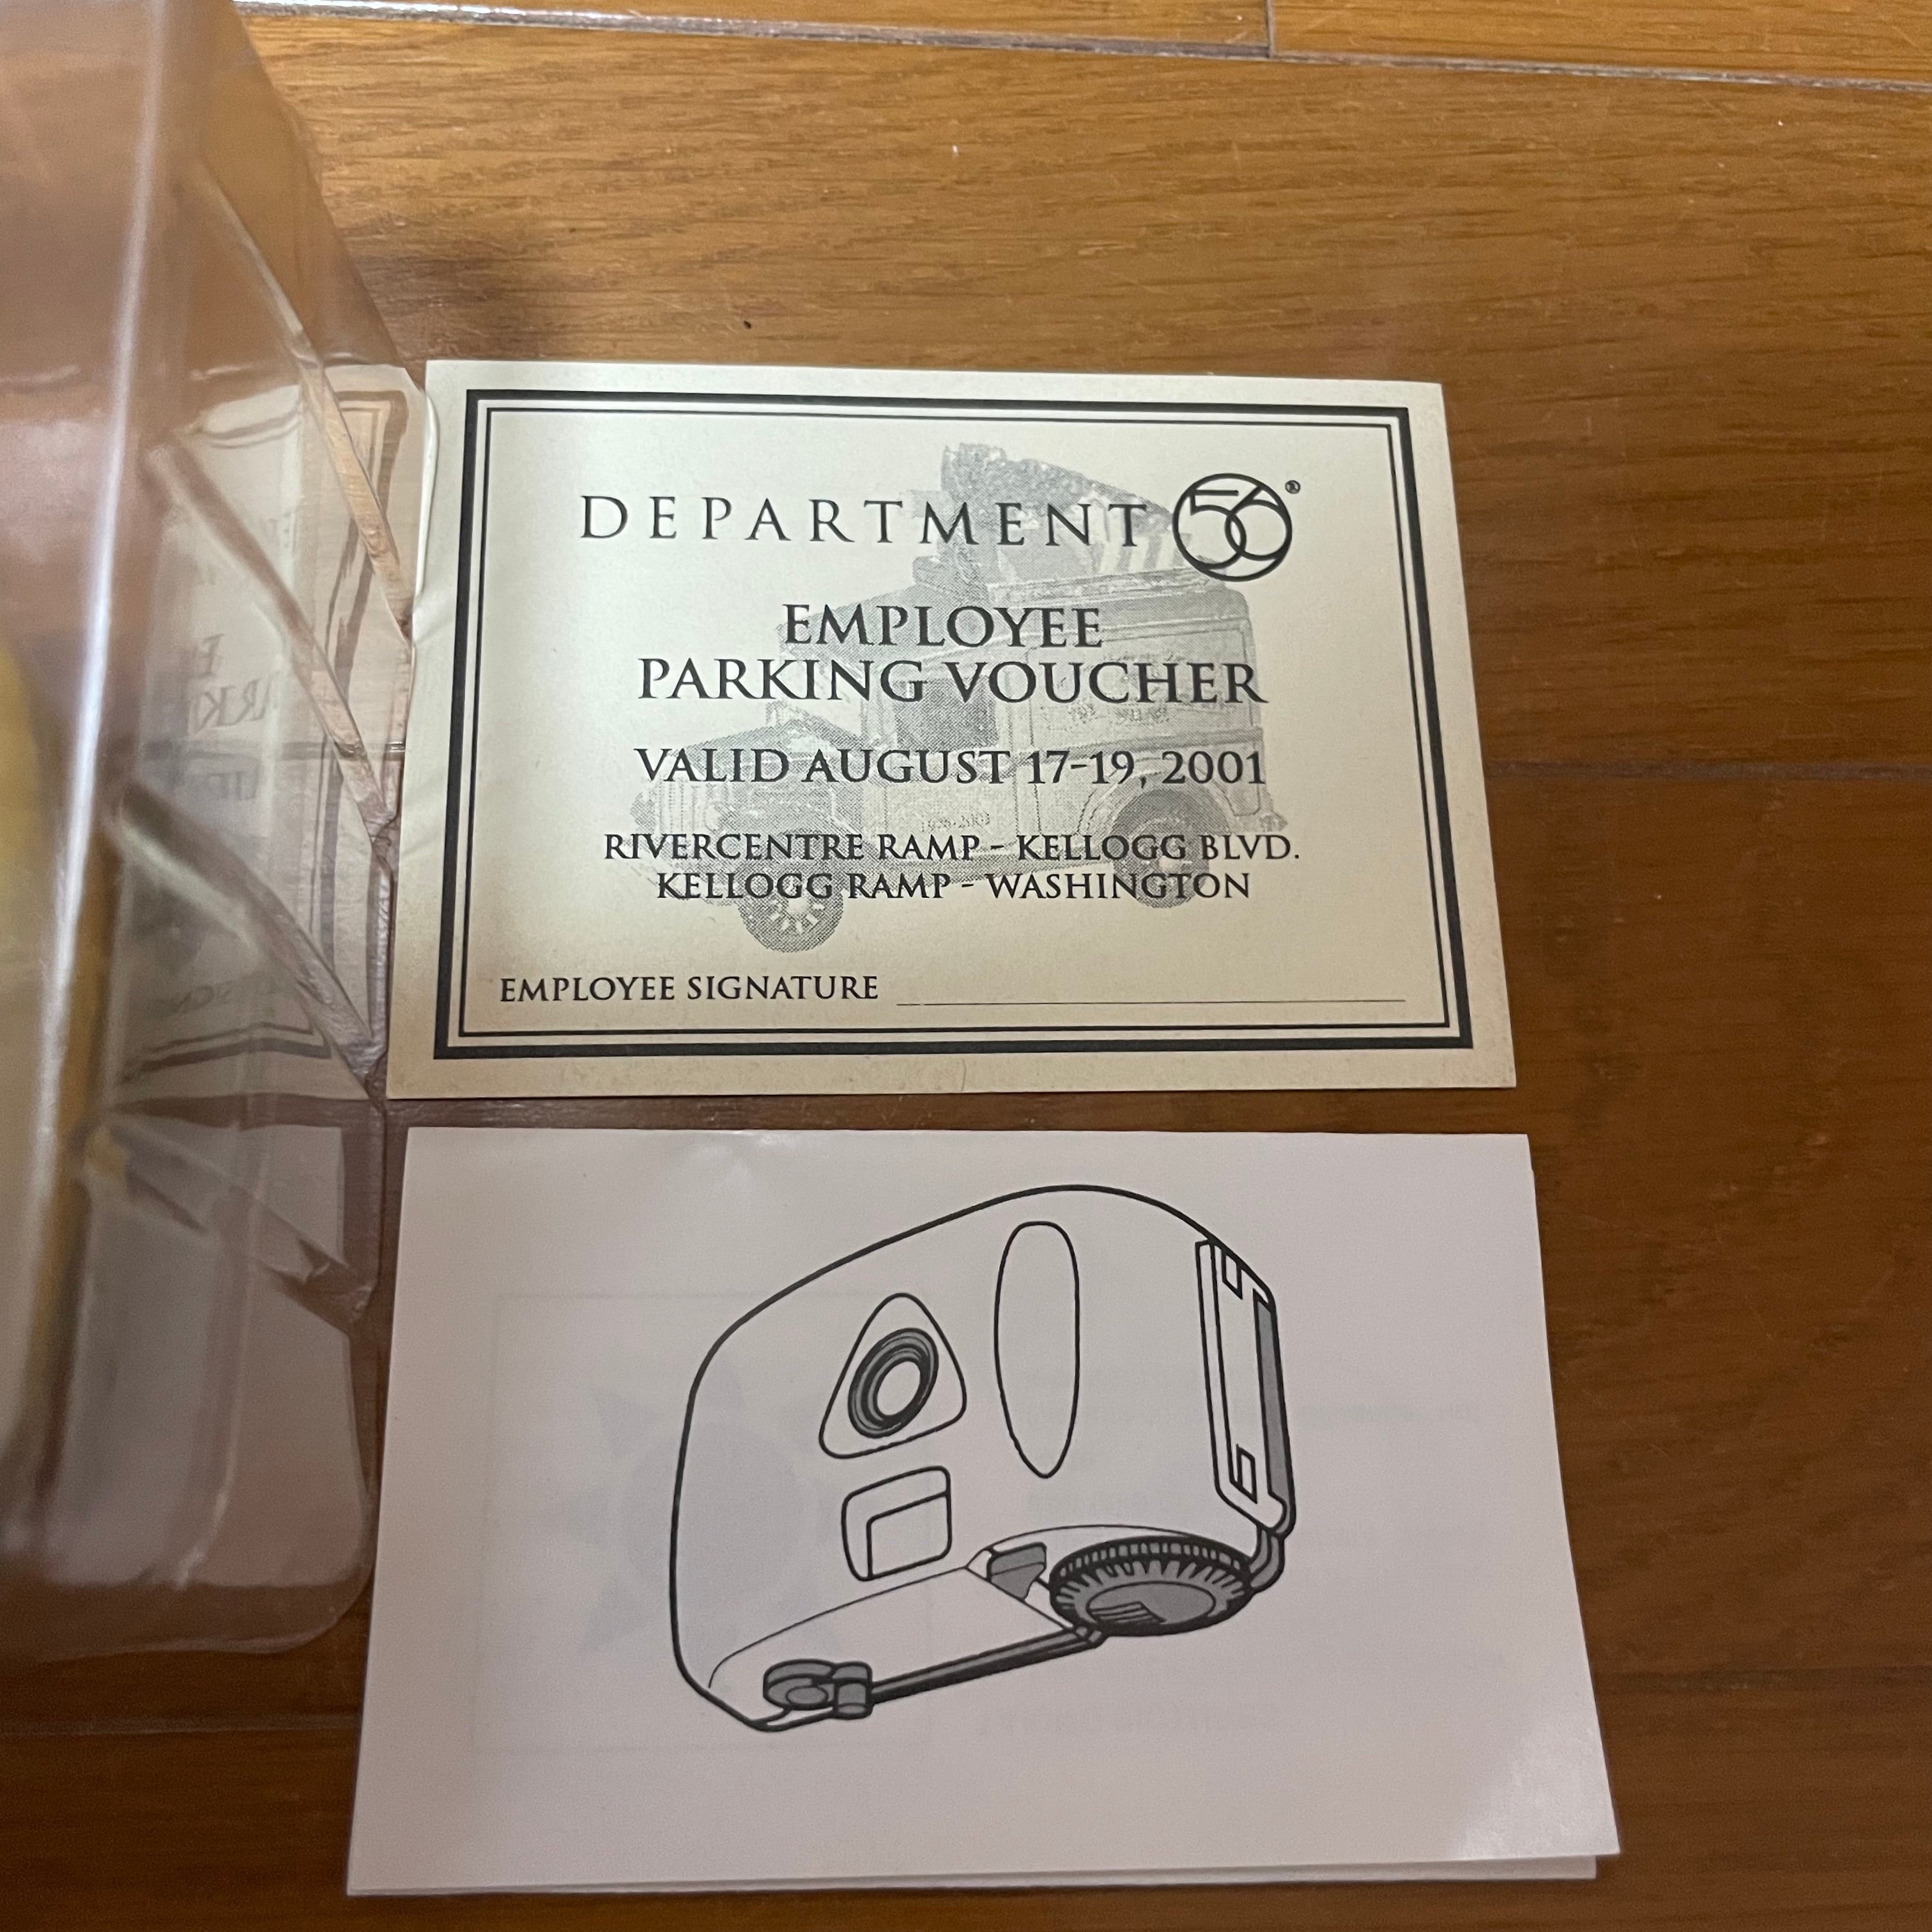 DEPARTMENT 56®
EMPLOYEE
PARKING VOUCHER
VALID AUGUST 17-19, 2001
RIVERCENTRE RAMP - KELLOGG BLVD.
KELLOGG RAMP - WASHINGTON
EMPLOYEE SIGNATURE